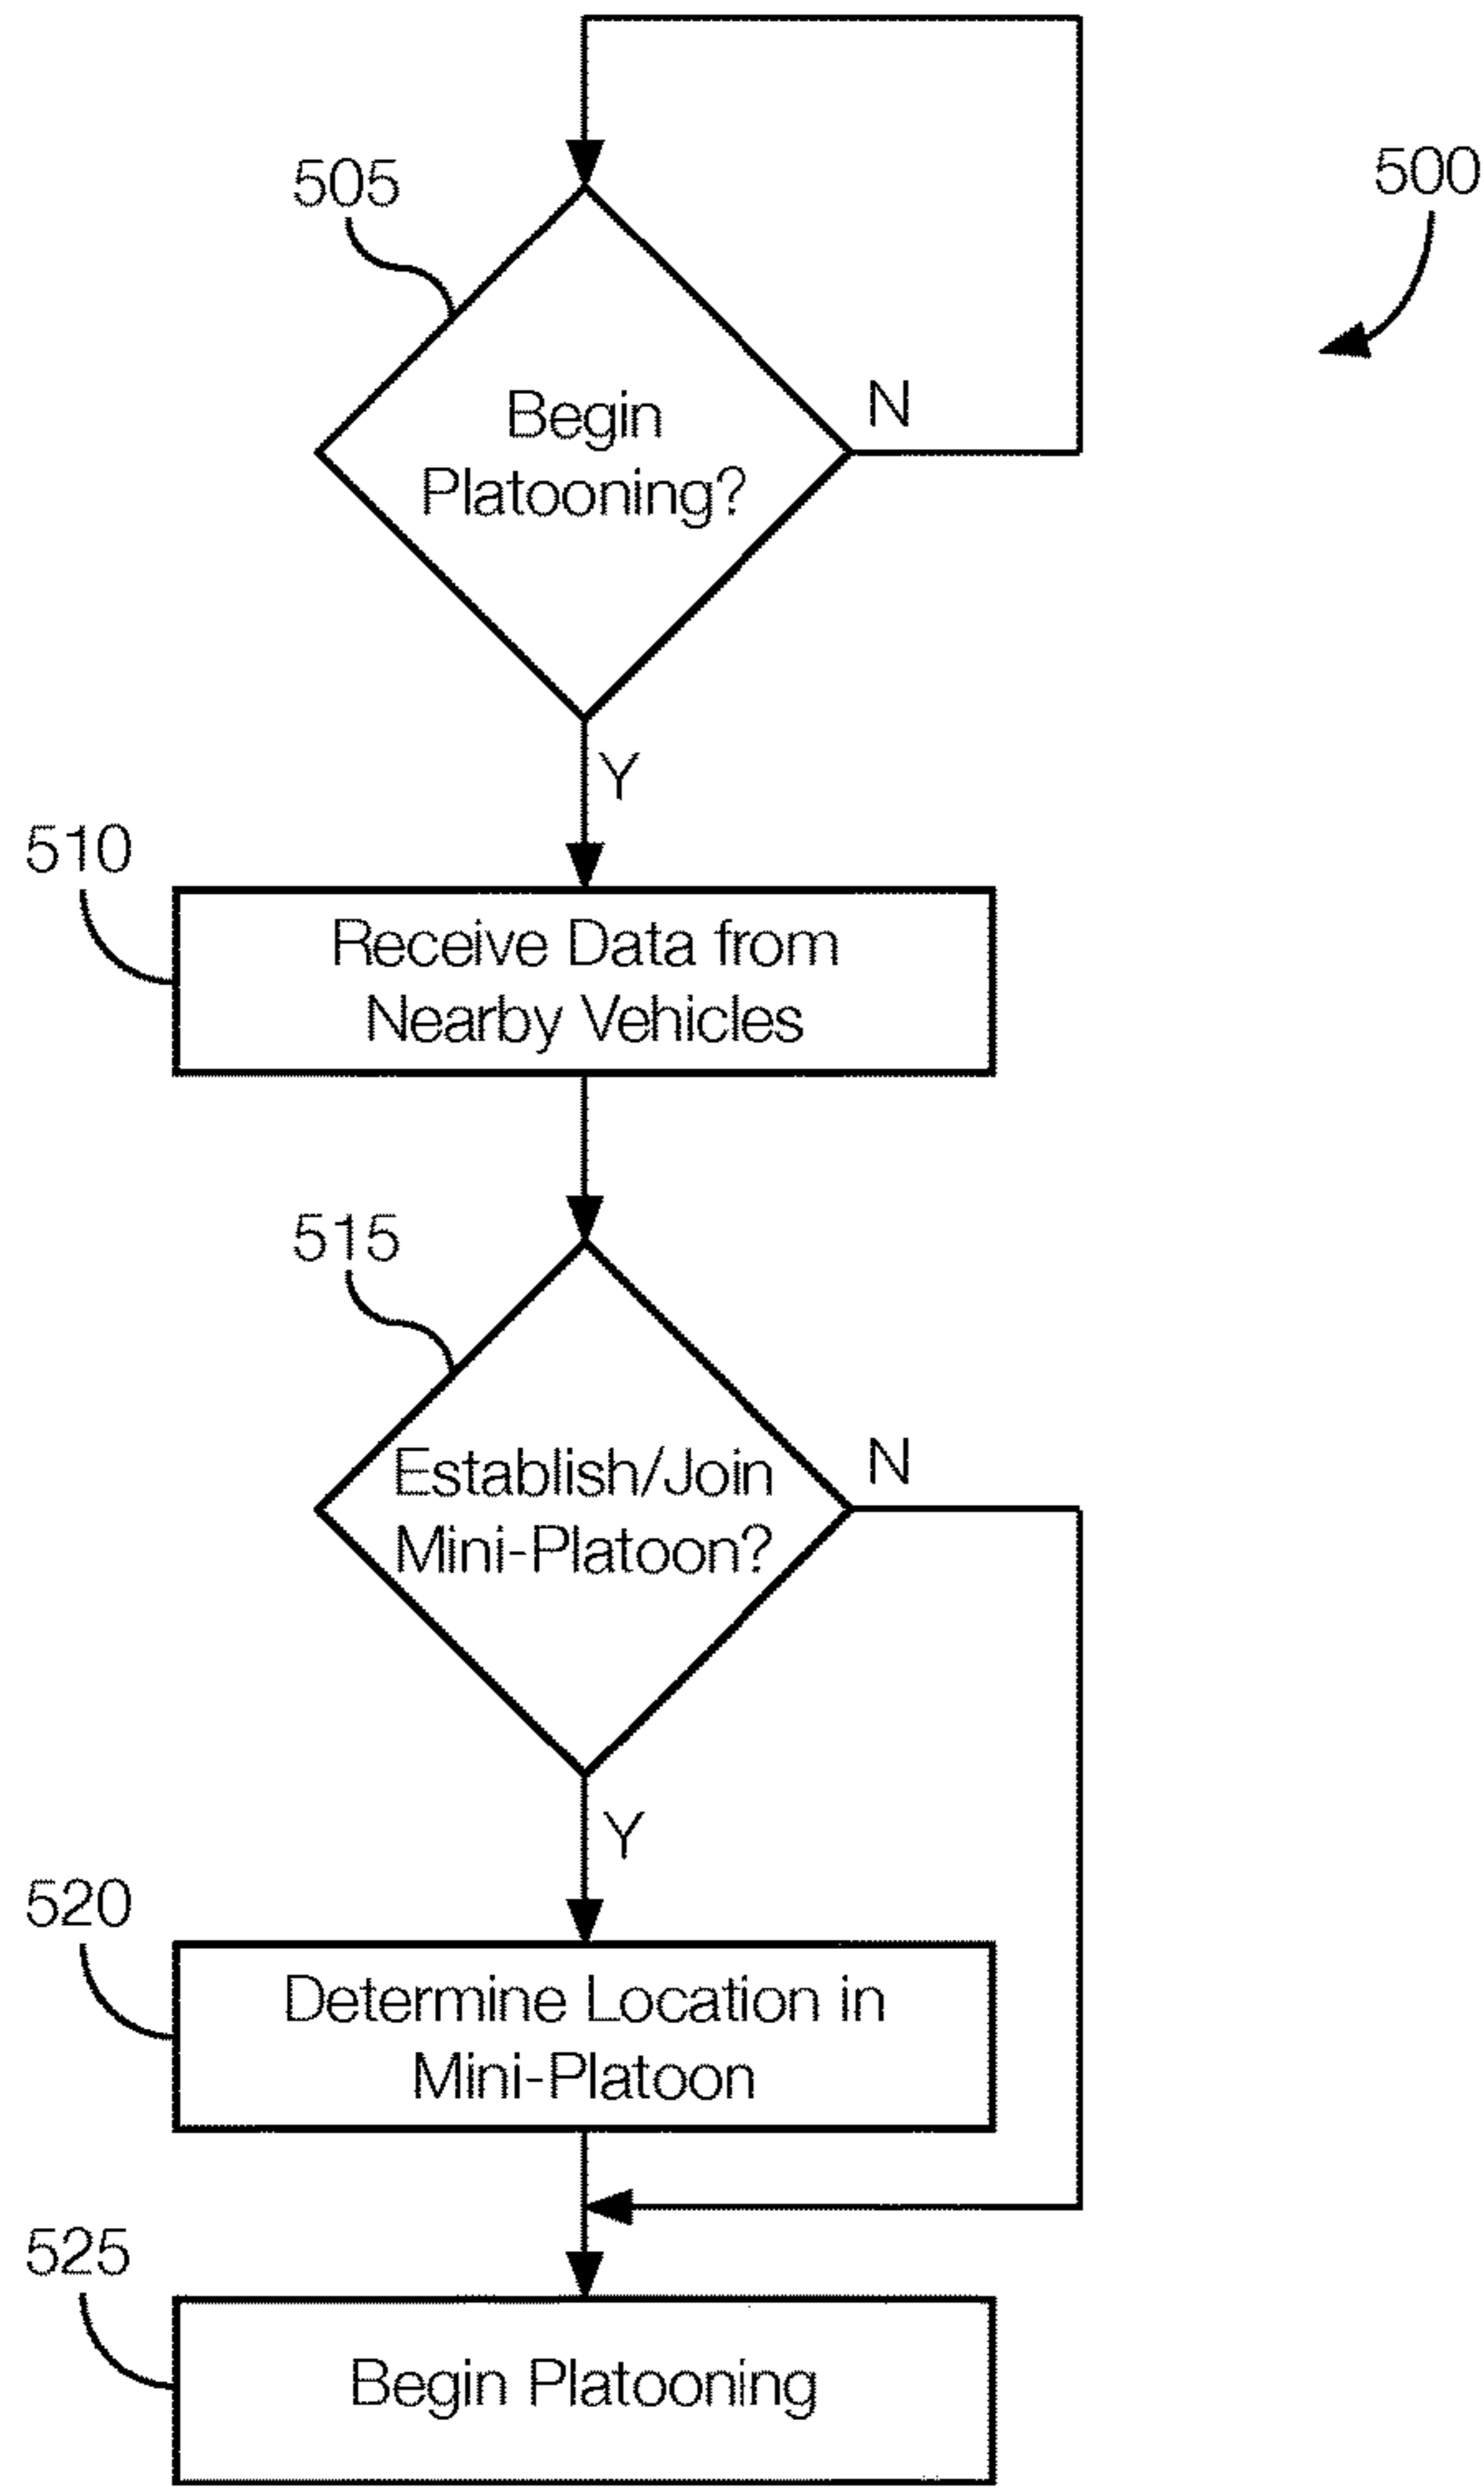 500
505
Begin
Platooning?
N
Y
510
Receive Data from
Nearby Vehicles
515
Establish/Join
Mini-Platoon?
N
Y
520
Determine Location in
Mini-Platoon
525
Begin Platooning